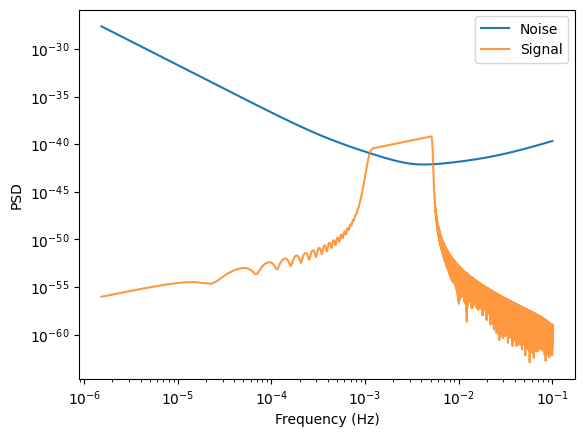 Noise
Signal
PSD
10⁻³⁰
10⁻³⁵
10⁻⁴⁰
10⁻⁴⁵
10⁻⁵⁰
10⁻⁵⁵
10⁻⁶⁰
10⁻⁶ 10⁻⁵ 10⁻⁴ 10⁻³ 10⁻² 10⁻¹
Frequency (Hz)